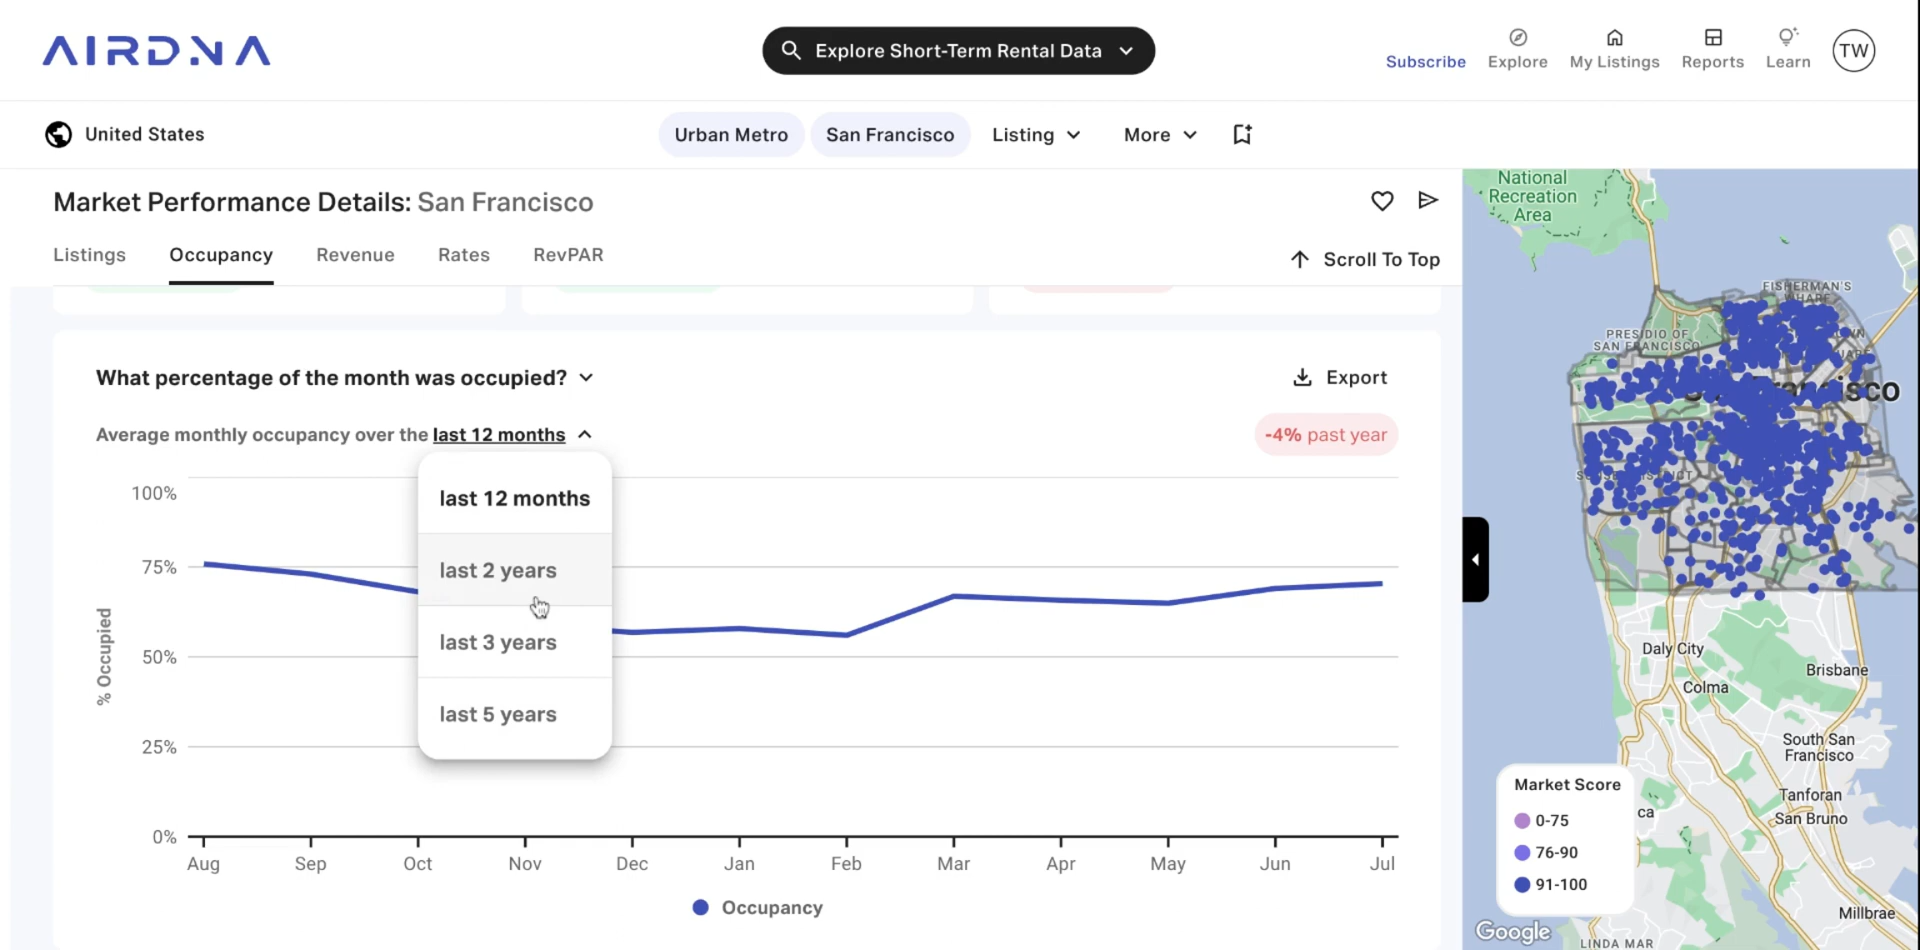 AIRDNA
Explore Short-Term Rental Data
Subscribe
Explore
My Listings
Reports
Learn
TW
United States
Urban Metro
San Francisco
Listing
More
Market Performance Details: San Francisco
Listings
Occupancy
Revenue
Rates
RevPAR
Scroll To Top
What percentage of the month was occupied?
Export
Average monthly occupancy over the last 12 months
-4% past year
last 12 months
last 2 years
last 3 years
last 5 years
% Occupied
100%
75%
50%
25%
0%
Aug
Sep
Oct
Nov
Dec
Jan
Feb
Mar
Apr
May
Jun
Jul
Occupancy
National
Recreation
Area
FISHERMAN'S
WHARF
PRESIDIO OF
SAN FRANCISCO
Daly City
Brisbane
Colma
South San
Francisco
Tanforan
San Bruno
ca
Millbrae
LINDA MAR
Market Score
0-75
76-90
91-100
Google